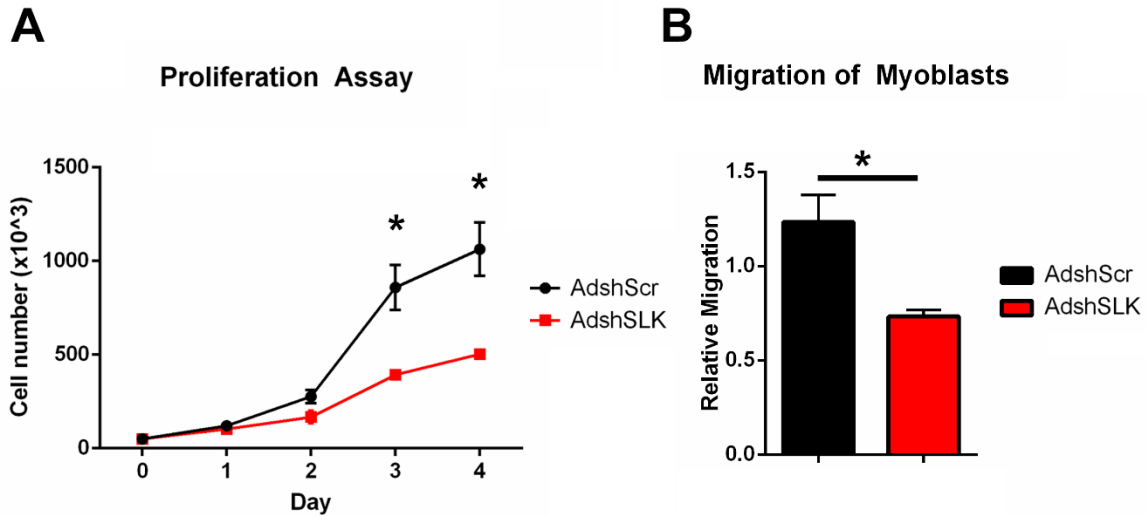 A
Proliferation Assay
Cell number (x10^3)
1500
1000
500
0
*
*
0 1 2 3 4
Day
AdshScr
AdshSLK
B
Migration of Myoblasts
Relative Migration
1.5
1.0
0.5
0.0
*
AdshScr
AdshSLK